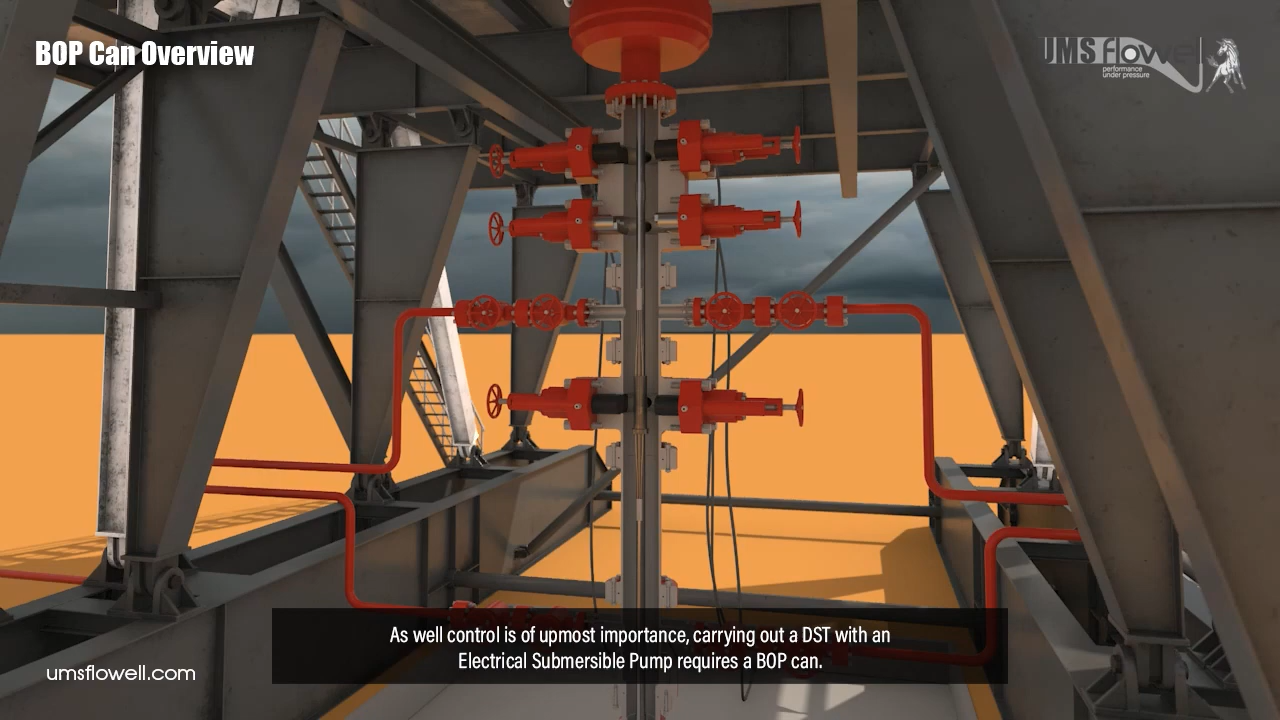 BOP Can Overview
UMS flowell
performance
under pressure
As well control is of upmost importance, carrying out a DST with an
Electrical Submersible Pump requires a BOP can.
umsflowell.com